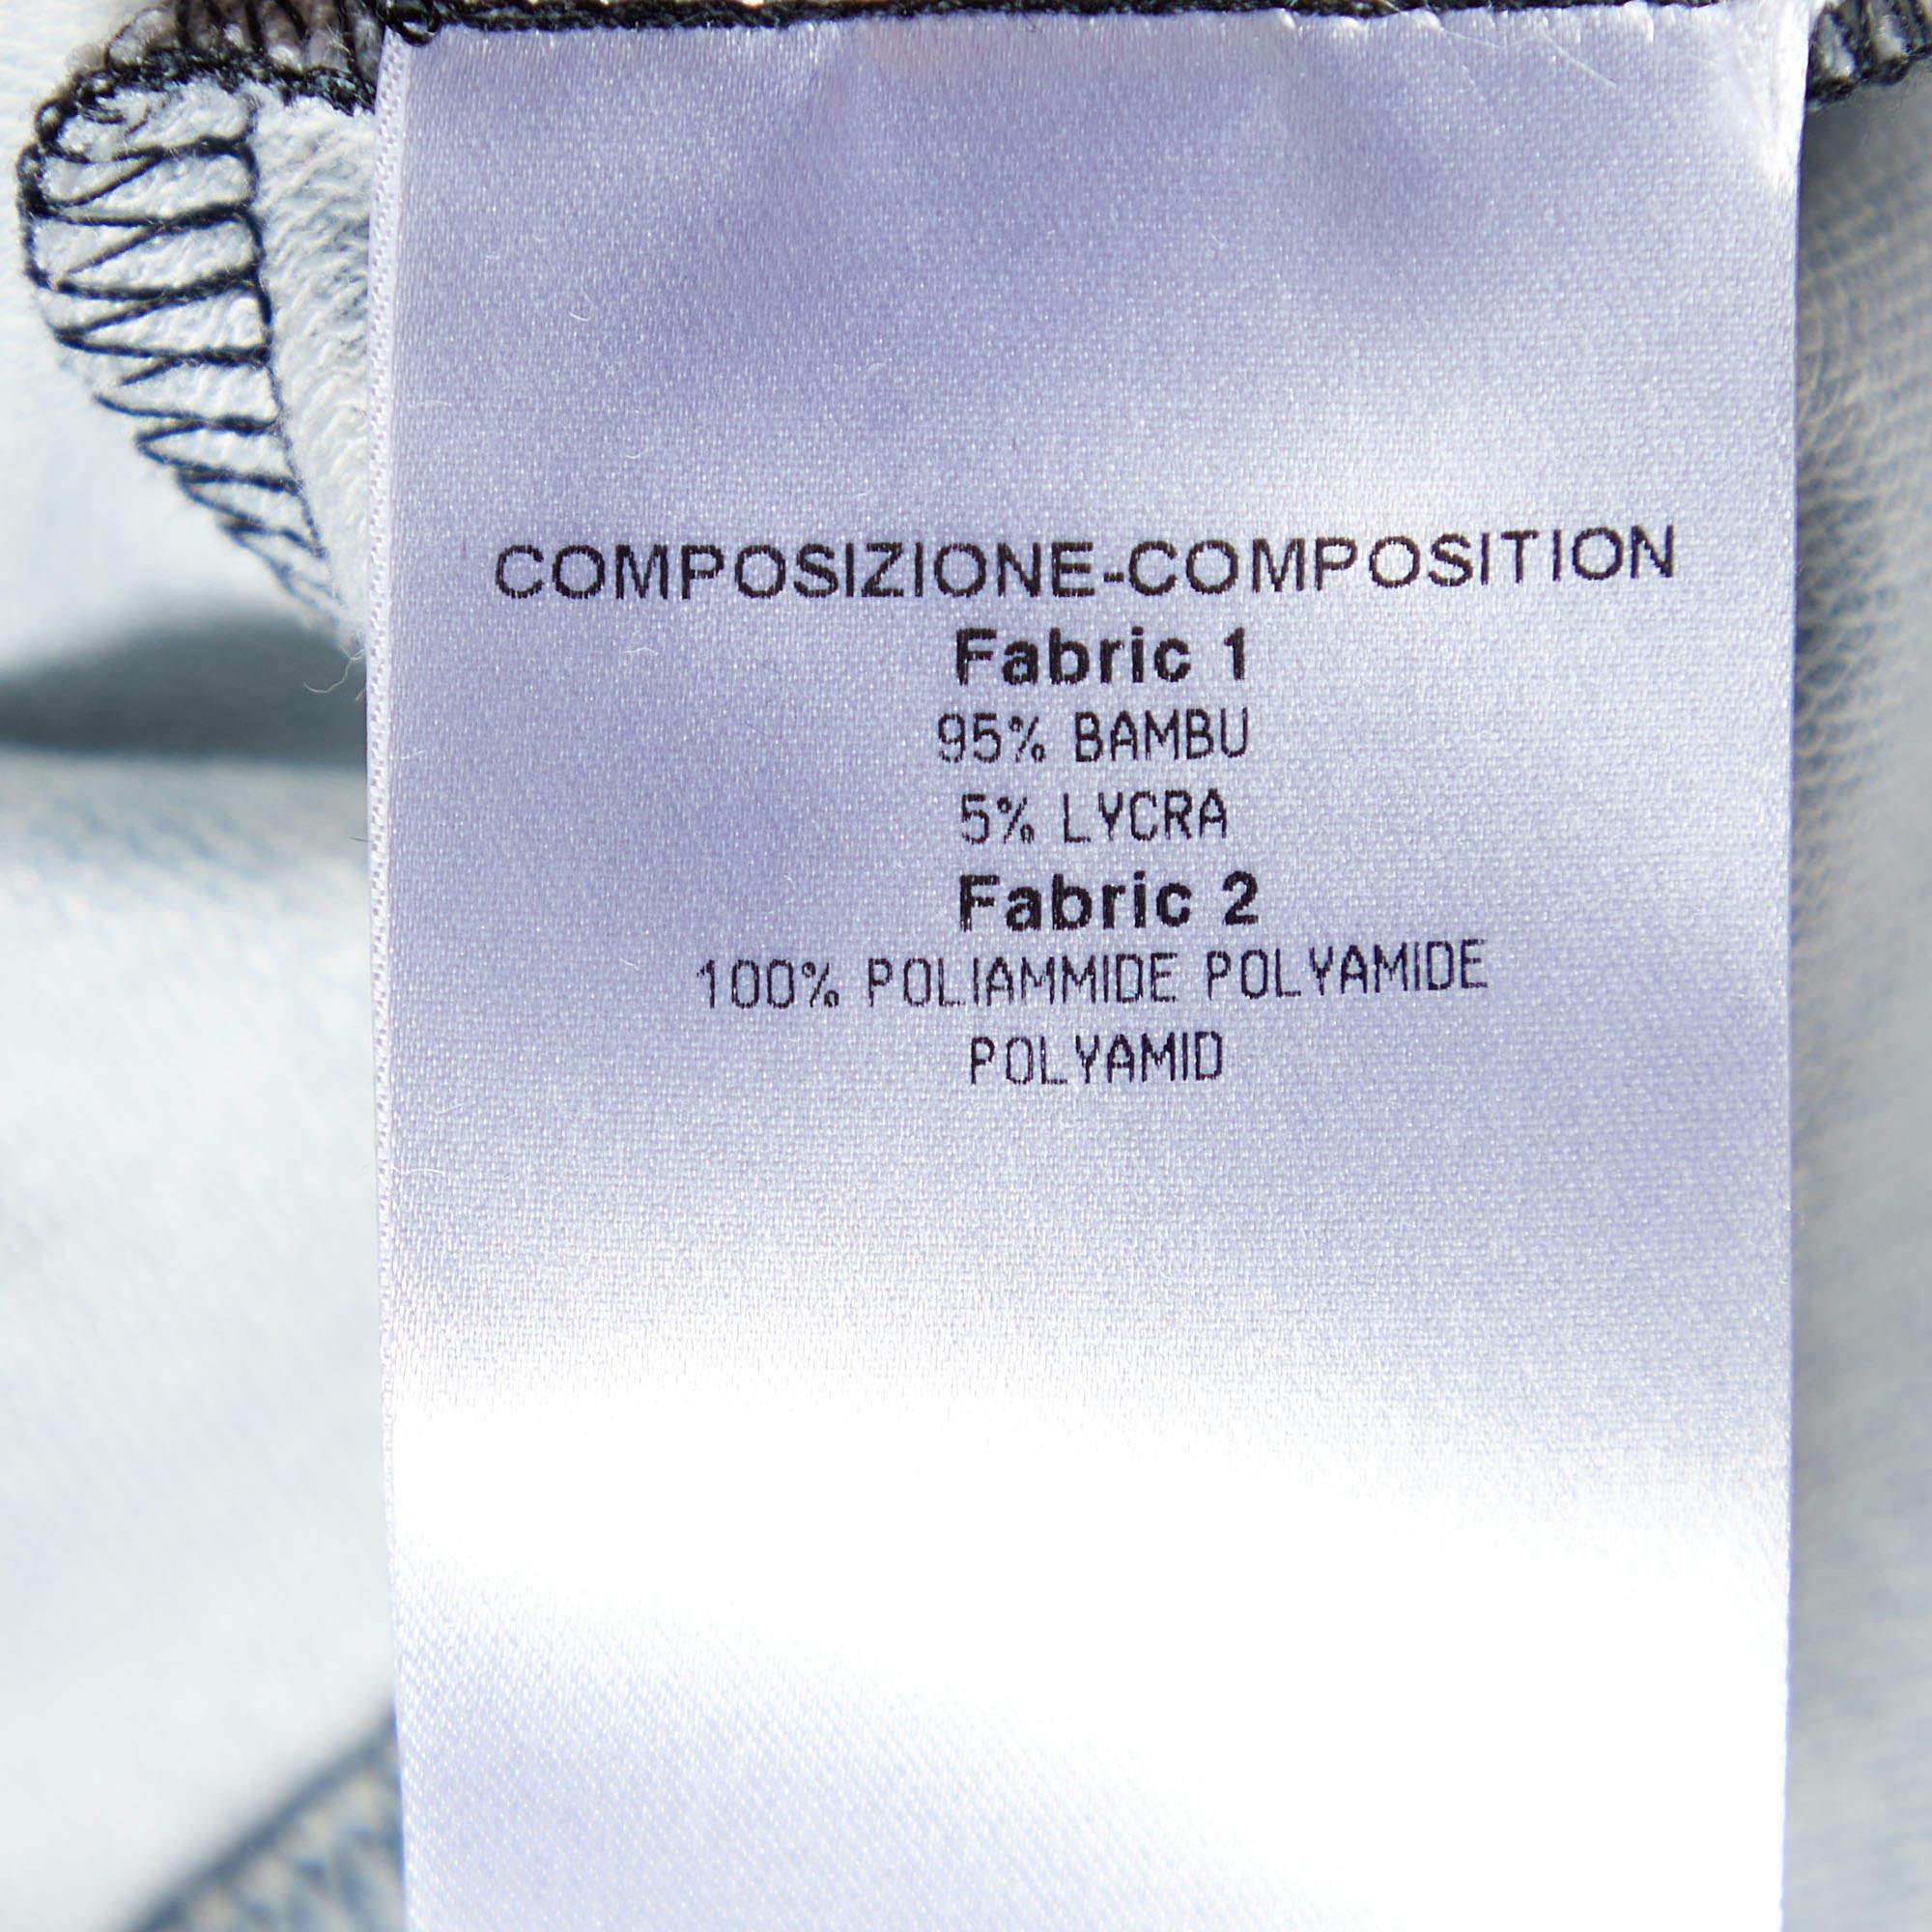 COMPOSIZIONE-COMPOSITION
Fabric 1
95% BAMBU
5% LYCRA
Fabric 2
100% POLIAMMIDE POLYAMIDE
POLYAMID